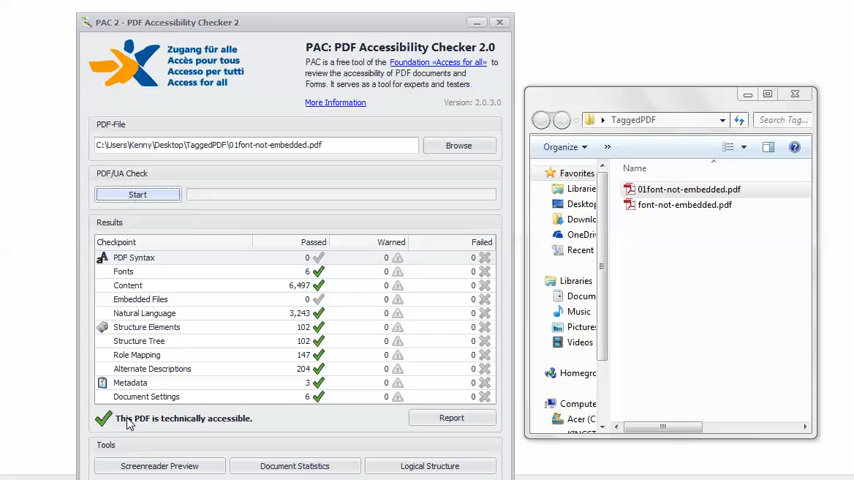 PAC 2 - PDF Accessibility Checker 2
Zugang für alle
Accès pour tous
Accesso per tutti
Access for all
PAC: PDF Accessibility Checker 2.0
PAC is a free tool of the Foundation «Access for all» to
review the accessibility of PDF documents and
Forms. It serves as a tool for experts and testers.
More Information
Version: 2.0.3.0
PDF-File
C:\Users\Kenny\Desktop\TaggedPDF\01font-not-embedded.pdf
Browse
PDF/UA Check
Start
Results
Checkpoint Passed Warned Failed
PDF Syntax 0 0 0
Fonts 6 0 0
Content 6,497 0 0
Embedded Files 0 0 0
Natural Language 3,243 0 0
Structure Elements 102 0 0
Structure Tree 102 0 0
Role Mapping 147 0 0
Alternate Descriptions 204 0 0
Metadata 3 0 0
Document Settings 6 0 0
This PDF is technically accessible.
Report
Tools
Screenreader Preview
Document Statistics
Logical Structure
TaggedPDF
Search Tag
Organize
»
Favorites
Librarie
Desktop
Downlo
OneDriv
Recent
Libraries
Docum
Music
Pictures
Videos
Homegro
Compute
Acer (C
KINGST
Name
01font-not-embedded.pdf
font-not-embedded.pdf